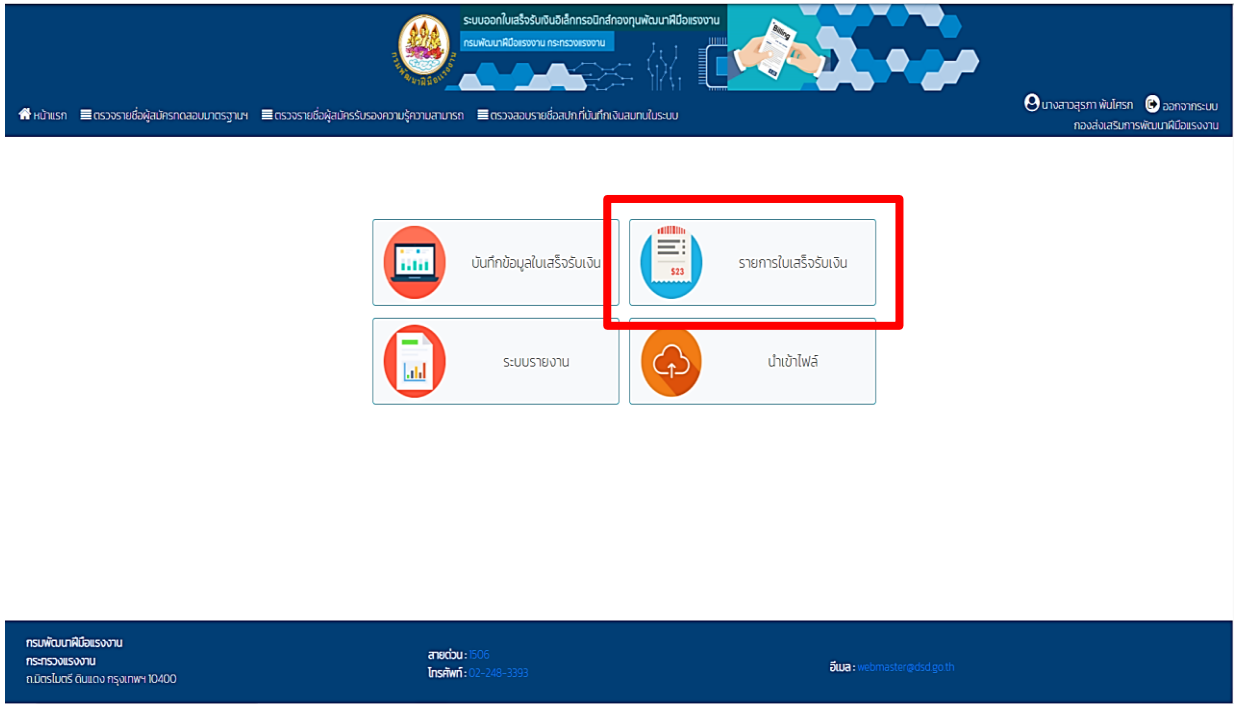 ระบบออกใบเสร็จรับเงินอิเล็กทรอนิกส์กองทุนพัฒนาฝีมือแรงงาน
กรมพัฒนาฝีมือแรงงาน กระทรวงแรงงาน
Billing
กรมพัฒนาฝีมือแรงงาน
หน้าแรก ตรวจรายชื่อผู้สมัครทดสอบมาตรฐานฯ ตรวจรายชื่อผู้สมัครรับรองความรู้ความสามารถ ตรวจสอบรายชื่อสปก.ที่บันทึกเงินสมทบในระบบ
นางสาวสุรภา พันโศรก ออกจากระบบ
กองส่งเสริมการพัฒนาฝีมือแรงงาน
บันทึกข้อมูลใบเสร็จรับเงิน
$23
รายการใบเสร็จรับเงิน
ระบบรายงาน
นำเข้าไฟล์
กรมพัฒนาฝีมือแรงงาน
กระทรวงแรงงาน
ถ.มิตรไมตรี ดินแดง กรุงเทพฯ 10400
สายด่วน : 1506
โทรศัพท์ : 02-248-3393
อีเมล : webmaster@dsd.go.th